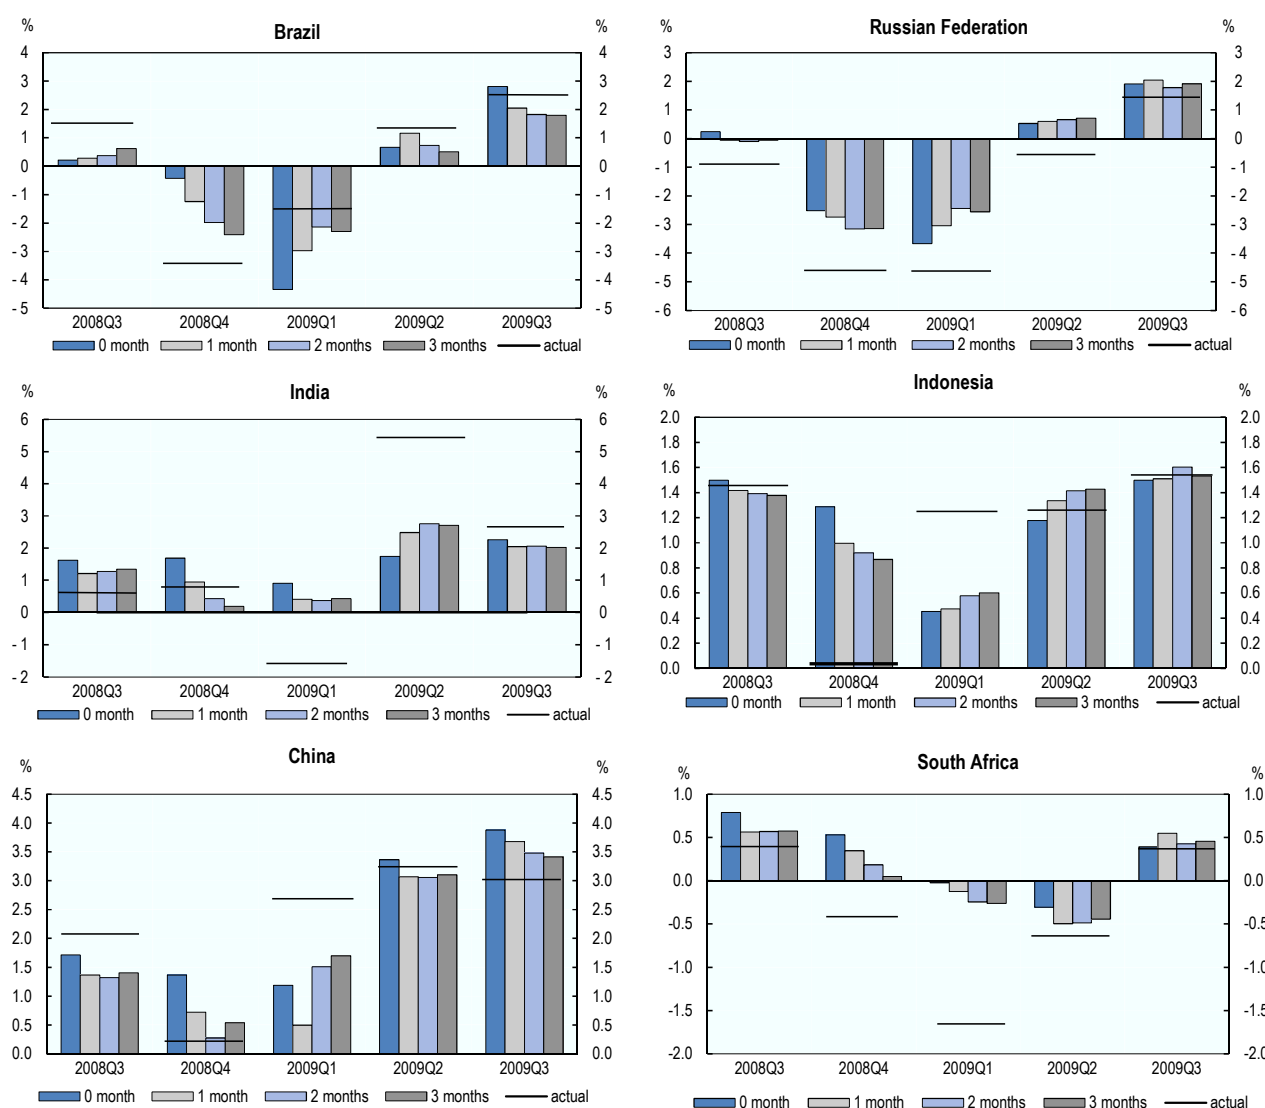 Brazil
% %
4 4
3 3
2 2
1 1
0 0
- 1 - 1
- 2 - 2
- 3 - 3
- 4 - 4
- 5 - 5
2008Q3 2008Q4 2009Q1 2009Q2 2009Q3
0 month 1 month 2 months 3 months actual
Russian Federation
% %
3 3
2 2
1 1
0 0
- 1 - 1
- 2 - 2
- 3 - 3
- 4 - 4
- 5 - 5
- 6 - 6
2008Q3 2008Q4 2009Q1 2009Q2 2009Q3
0 month 1 month 2 months 3 months actual
India
% %
6 6
5 5
4 4
3 3
2 2
1 1
0 0
- 1 - 1
- 2 - 2
2008Q3 2008Q4 2009Q1 2009Q2 2009Q3
0 month 1 month 2 months 3 months actual
Indonesia
% %
2.0 2.0
1.8 1.8
1.6 1.6
1.4 1.4
1.2 1.2
1.0 1.0
0.8 0.8
0.6 0.6
0.4 0.4
0.2 0.2
0.0 0.0
2008Q3 2008Q4 2009Q1 2009Q2 2009Q3
0 month 1 month 2 months 3 months actual
China
% %
4.5 4.5
4.0 4.0
3.5 3.5
3.0 3.0
2.5 2.5
2.0 2.0
1.5 1.5
1.0 1.0
0.5 0.5
0.0 0.0
2008Q3 2008Q4 2009Q1 2009Q2 2009Q3
0 month 1 month 2 months 3 months actual
South Africa
% %
1.0 1.0
0.5 0.5
0.0 0.0
-0.5 -0.5
-1.0 -1.0
-1.5 -1.5
-2.0 -2.0
2008Q3 2008Q4 2009Q1 2009Q2 2009Q3
0 month 1 month 2 months 3 months actual